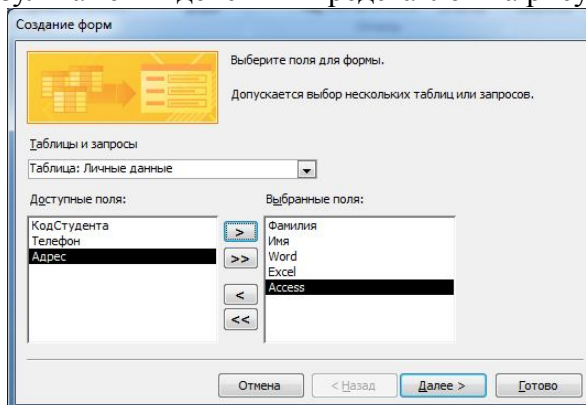 Создание форм
Выберите поля для формы.
Допускается выбор нескольких таблиц или запросов.
Таблицы и запросы
Таблица: Личные данные
Доступные поля:
Выбранные поля:
КодСтудента
Телефон
Адрес
>
>>
<
<<
Фамилия
Имя
Word
Excel
Access
Отмена
< Назад
Далее >
Готово